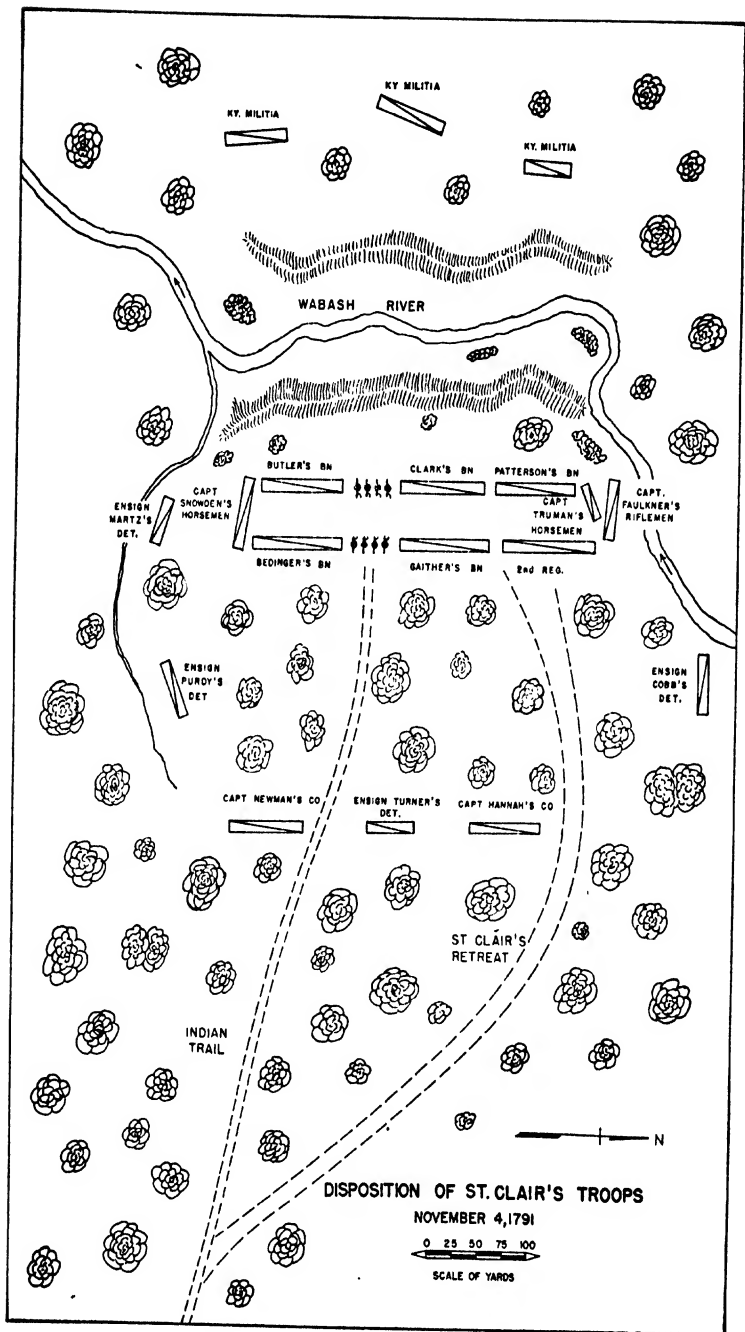 KY. MILITIA
KY MILITIA
KY. MILITIA
WABASH RIVER
BUTLER'S BN
CLARK'S BN
PATTERSON'S BN
ENSIGN
MARTZ'S
DET.
CAPT
SNOWDEN'S
HORSEMEN
CAPT
TRUMAN'S
HORSEMEN
CAPT.
FAULKNER'S
RIFLEMEN
BEDINGER'S BN
GAITHER'S BN
2nd REG.
ENSIGN
PURDY'S
DET
ENSIGN
COBB'S
DET.
CAPT NEWMAN'S CO
ENSIGN TURNER'S
DET.
CAPT HANNAH'S CO
ST CLAIR'S
RETREAT
INDIAN
TRAIL
N
DISPOSITION OF ST. CLAIR'S TROOPS
NOVEMBER 4,1791
0 25 50 75 100
SCALE OF YARDS